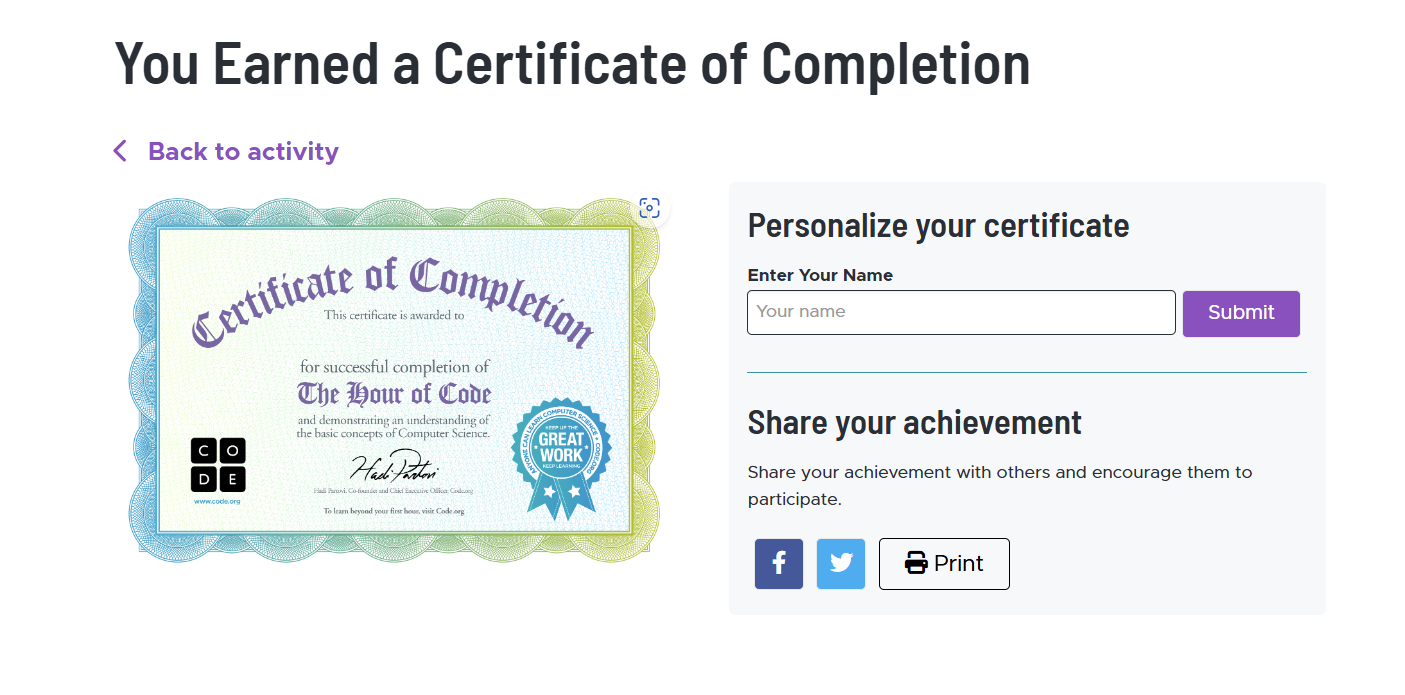 You Earned a Certificate of Completion
Back to activity
Certificate of Completion
This certificate is awarded to
for successful completion of
The Hour of Code
and demonstrating an understanding of
the basic concepts of Computer Science.
C O
D E
www.code.org
Hadi Partovi
Hadi Partovi, Co-founder and Chief Executive Officer, Code.org
To learn beyond your first hour, visit Code.org
ANYONE CAN LEARN COMPUTER SCIENCE • CODE.ORG
KEEP UP THE
GREAT
WORK
KEEP LEARNING
Personalize your certificate
Enter Your Name
Your name
Submit
Share your achievement
Share your achievement with others and encourage them to
participate.
Print